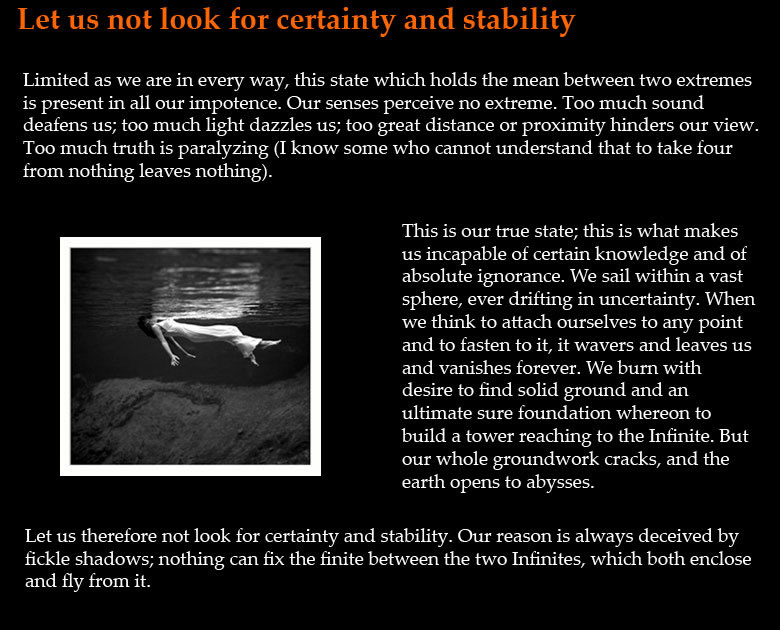 Let us not look for certainty and stability
Limited as we are in every way, this state which holds the mean between two extremes
is present in all our impotence. Our senses perceive no extreme. Too much sound
deafens us; too much light dazzles us; too great distance or proximity hinders our view.
Too much truth is paralyzing (I know some who cannot understand that to take four
from nothing leaves nothing).
This is our true state; this is what makes
us incapable of certain knowledge and of
absolute ignorance. We sail within a vast
sphere, ever drifting in uncertainty. When
we think to attach ourselves to any point
and to fasten to it, it wavers and leaves us
and vanishes forever. We burn with
desire to find solid ground and an
ultimate sure foundation whereon to
build a tower reaching to the Infinite. But
our whole groundwork cracks, and the
earth opens to abysses.
Let us therefore not look for certainty and stability. Our reason is always deceived by
fickle shadows; nothing can fix the finite between the two Infinites, which both enclose
and fly from it.